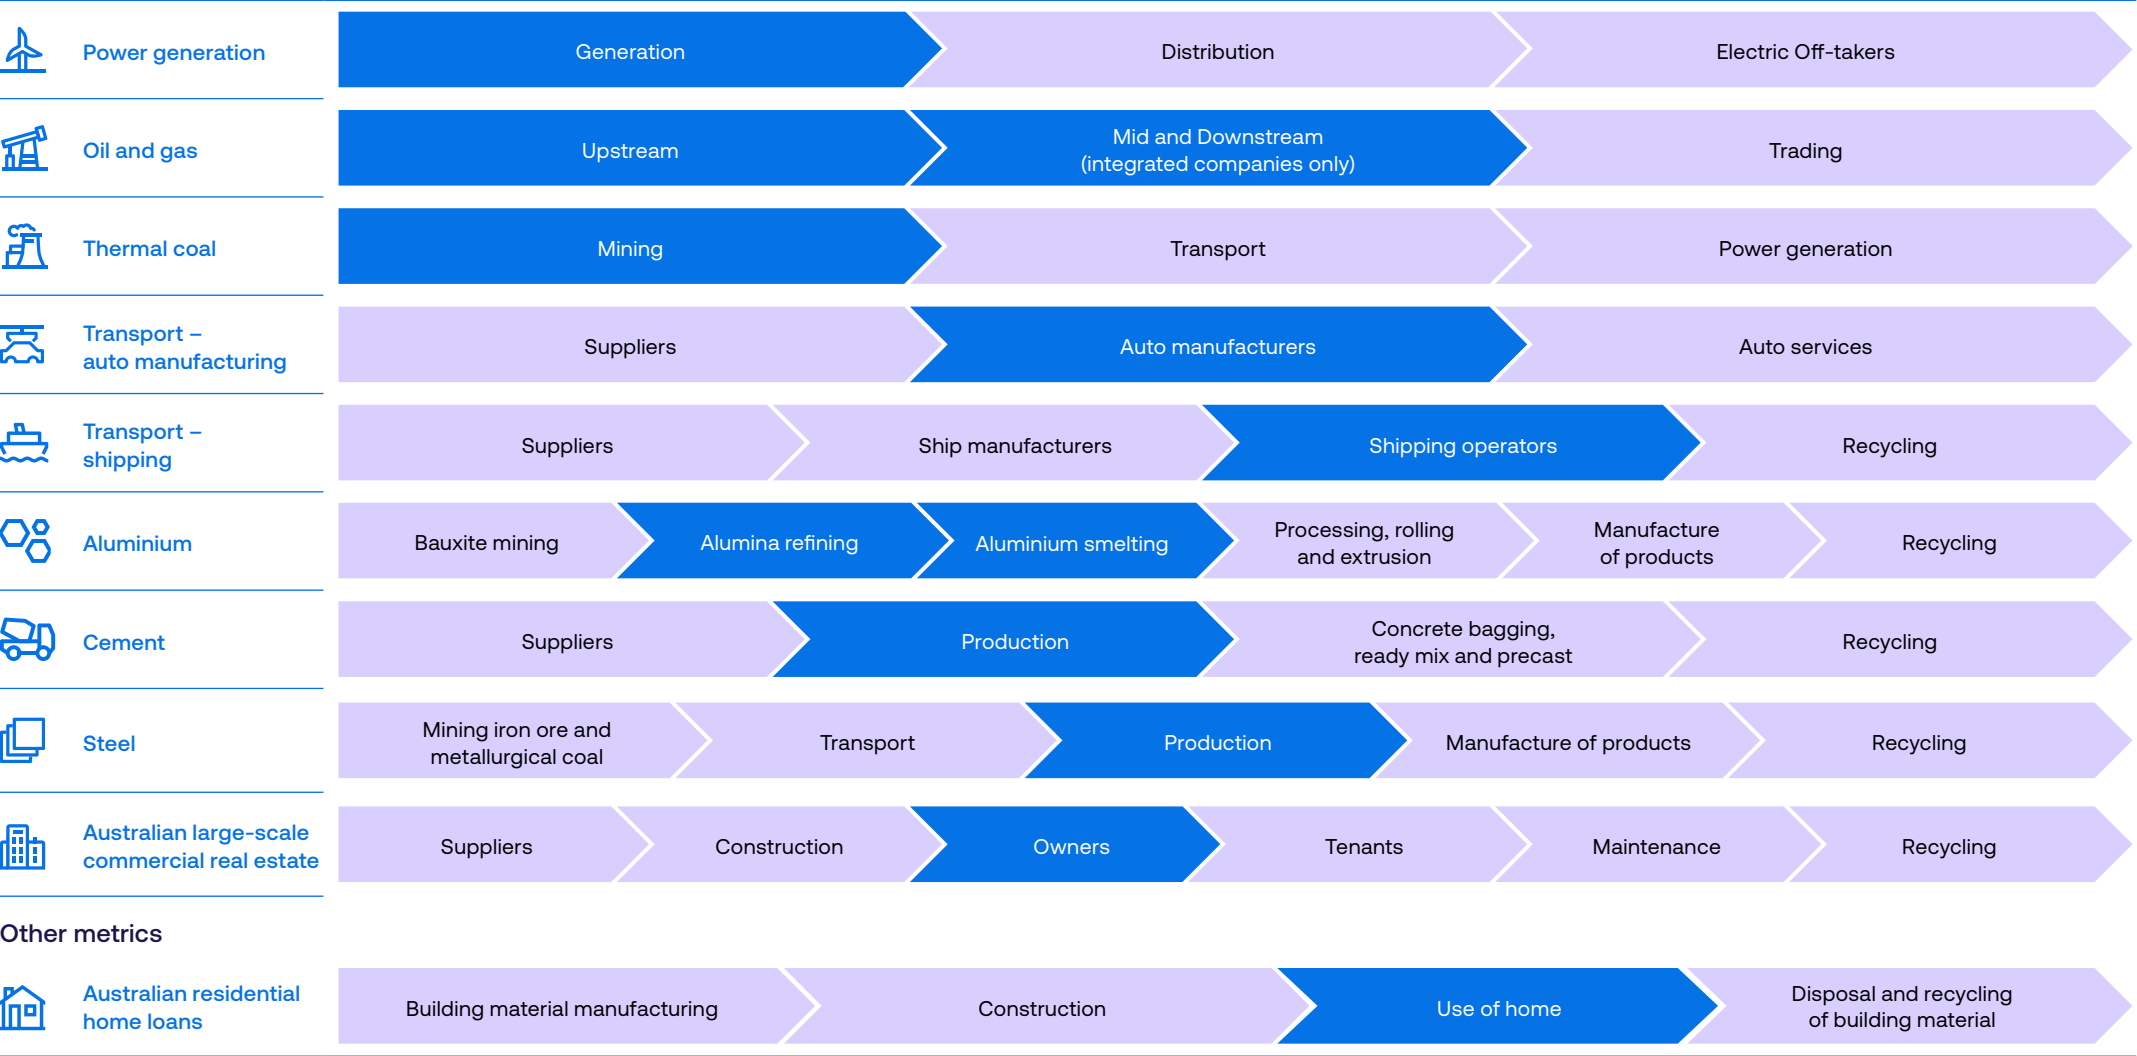 Power generation
Generation
Distribution
Electric Off-takers
Oil and gas
Upstream
Mid and Downstream
(integrated companies only)
Trading
Thermal coal
Mining
Transport
Power generation
Transport –
auto manufacturing
Suppliers
Auto manufacturers
Auto services
Transport –
shipping
Suppliers
Ship manufacturers
Shipping operators
Recycling
Aluminium
Bauxite mining
Alumina refining
Aluminium smelting
Processing, rolling
and extrusion
Manufacture
of products
Recycling
Cement
Suppliers
Production
Concrete bagging,
ready mix and precast
Recycling
Steel
Mining iron ore and
metallurgical coal
Transport
Production
Manufacture of products
Recycling
Australian large-scale
commercial real estate
Suppliers
Construction
Owners
Tenants
Maintenance
Recycling
Other metrics
Australian residential
home loans
Building material manufacturing
Construction
Use of home
Disposal and recycling
of building material